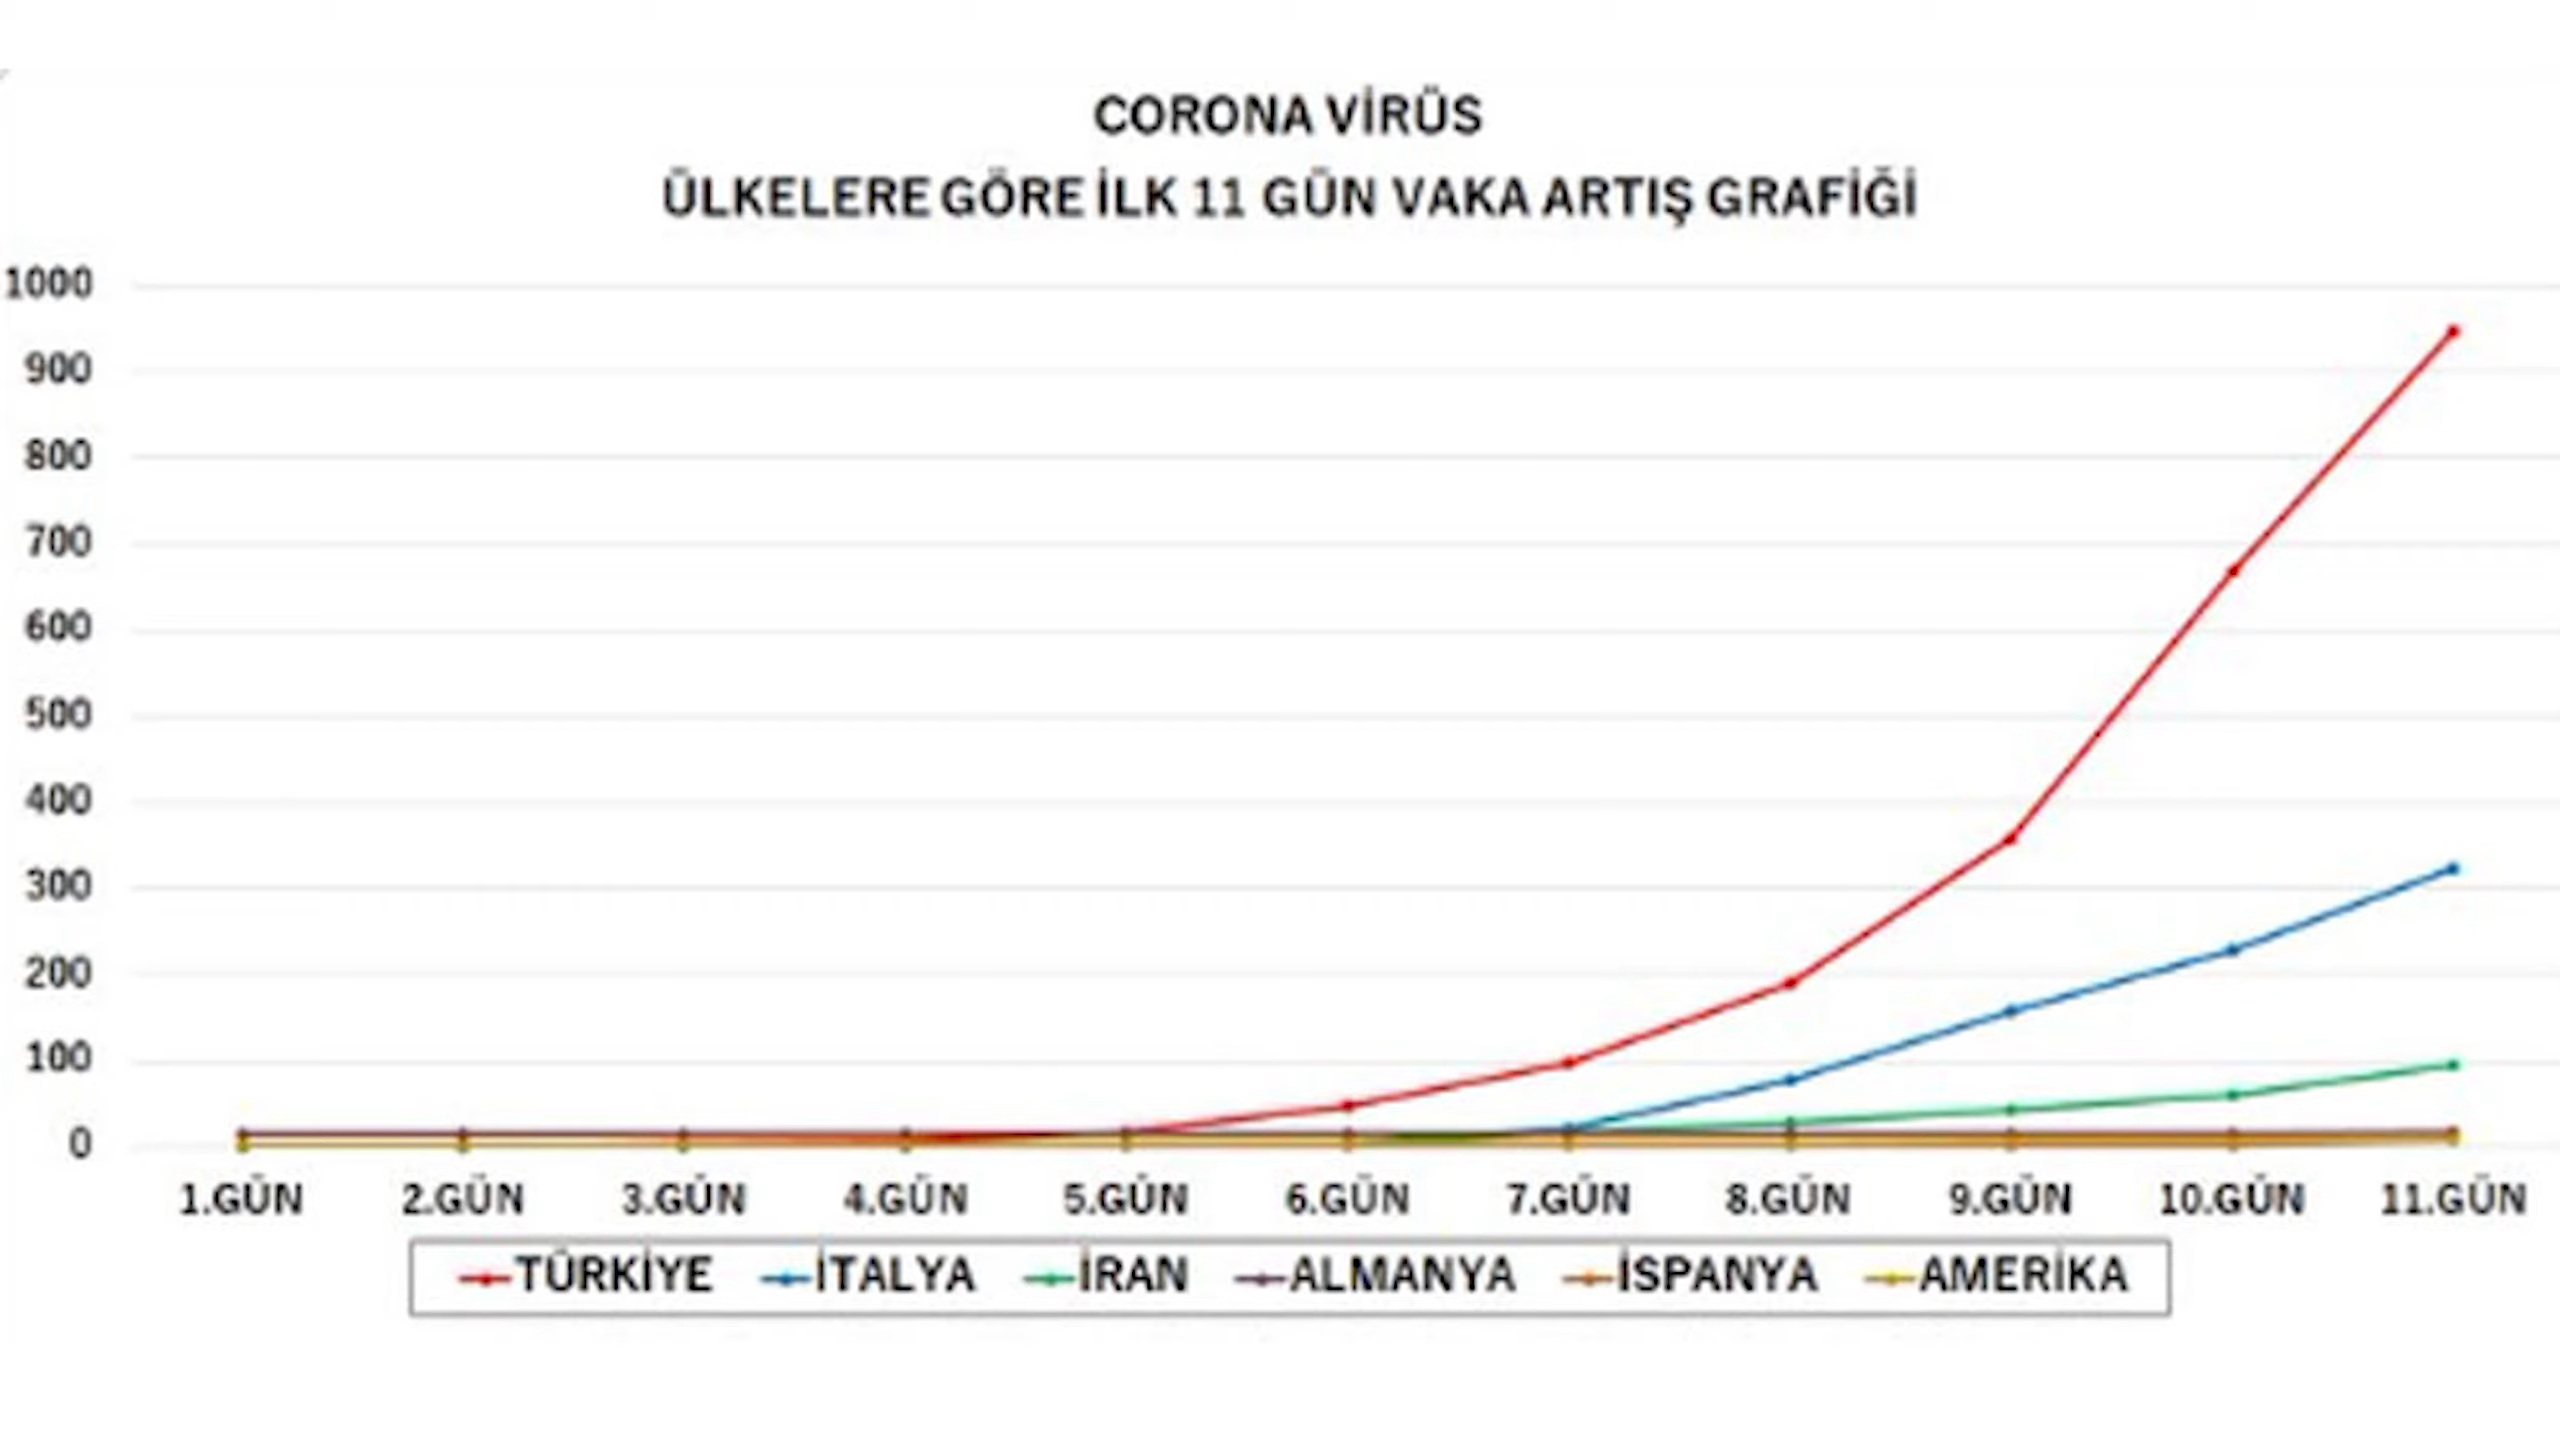 CORONA VİRÜS
ÜLKELERE GÖRE İLK 11 GÜN VAKA ARTIŞ GRAFİĞİ
1000
900
800
700
600
500
400
300
200
100
0
1.GÜN 2.GÜN 3.GÜN 4.GÜN 5.GÜN 6.GÜN 7.GÜN 8.GÜN 9.GÜN 10.GÜN 11.GÜN
TÜRKİYE İTALYA İRAN ALMANYA İSPANYA AMERİKA